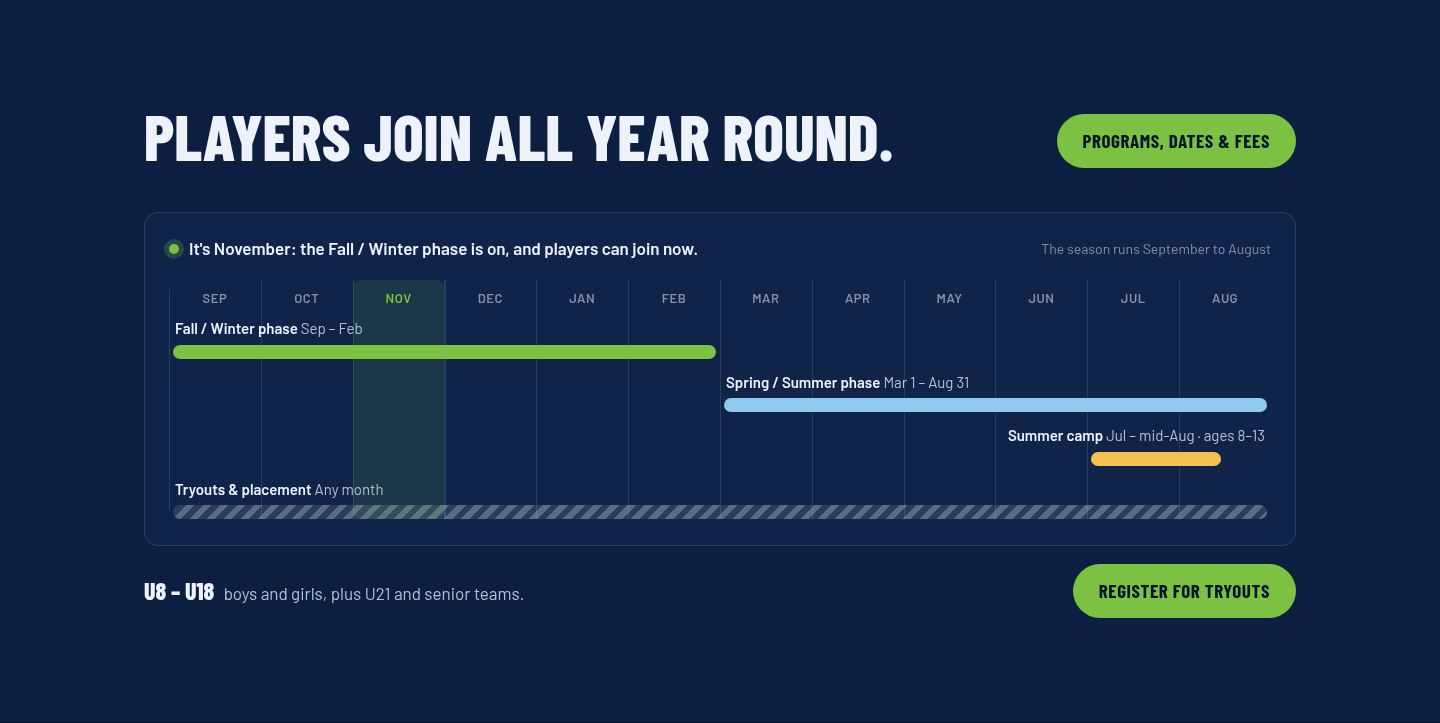 PLAYERS JOIN ALL YEAR ROUND.
PROGRAMS, DATES & FEES
It's November: the Fall / Winter phase is on, and players can join now.
The season runs September to August
SEP OCT NOV DEC JAN FEB MAR APR MAY JUN JUL AUG
Fall / Winter phase Sep – Feb
Spring / Summer phase Mar 1 – Aug 31
Summer camp Jul – mid-Aug · ages 8–13
Tryouts & placement Any month
U8 – U18 boys and girls, plus U21 and senior teams.
REGISTER FOR TRYOUTS